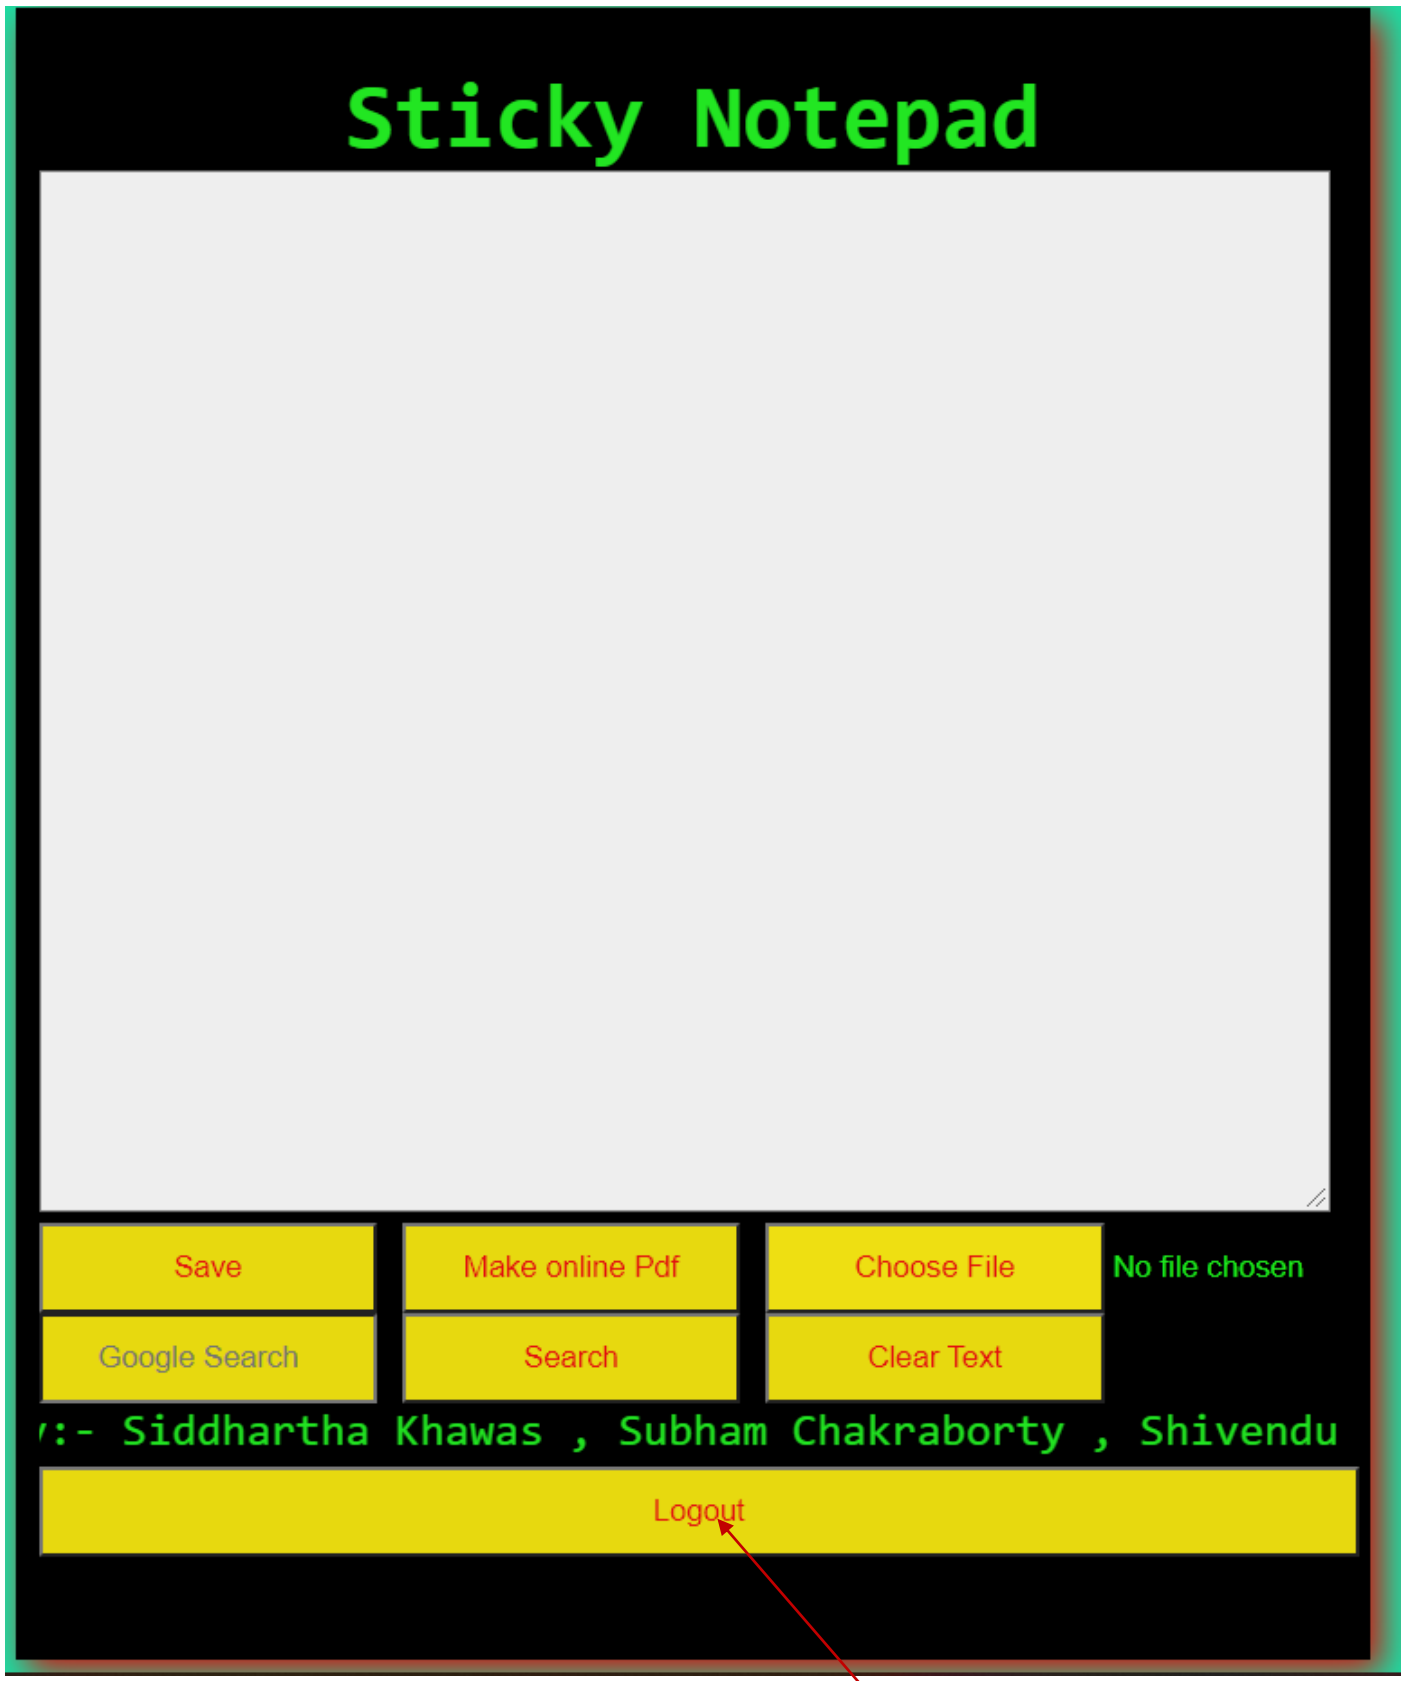 Sticky Notepad
Save Make online Pdf Choose File No file chosen
Google Search Search Clear Text
:- Siddhartha Khawas , Subham Chakraborty , Shivendu
Logout